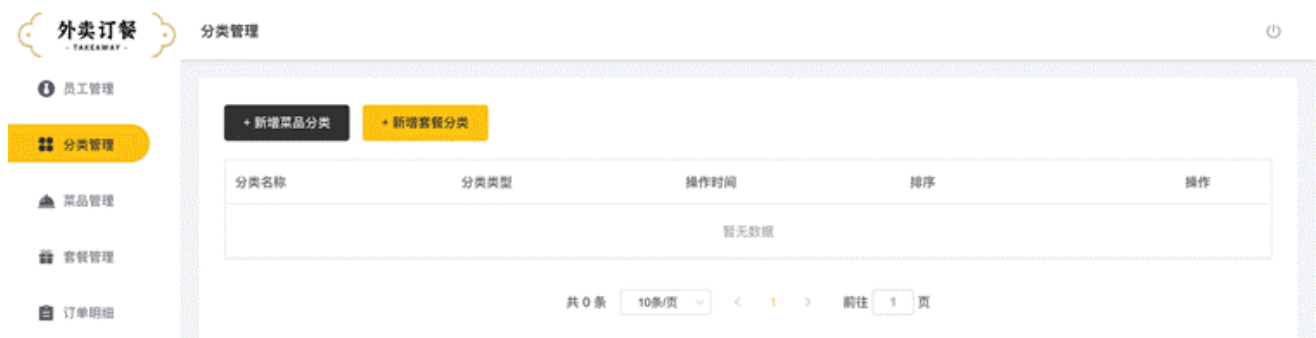 外卖订餐
- TAKEAWAY -
分类管理
员工管理
分类管理
菜品管理
套餐管理
订单明细
+ 新增菜品分类
+ 新增套餐分类
分类名称 分类类型 操作时间 排序 操作
暂无数据
共 0 条 10条/页 < 1 > 前往 1 页